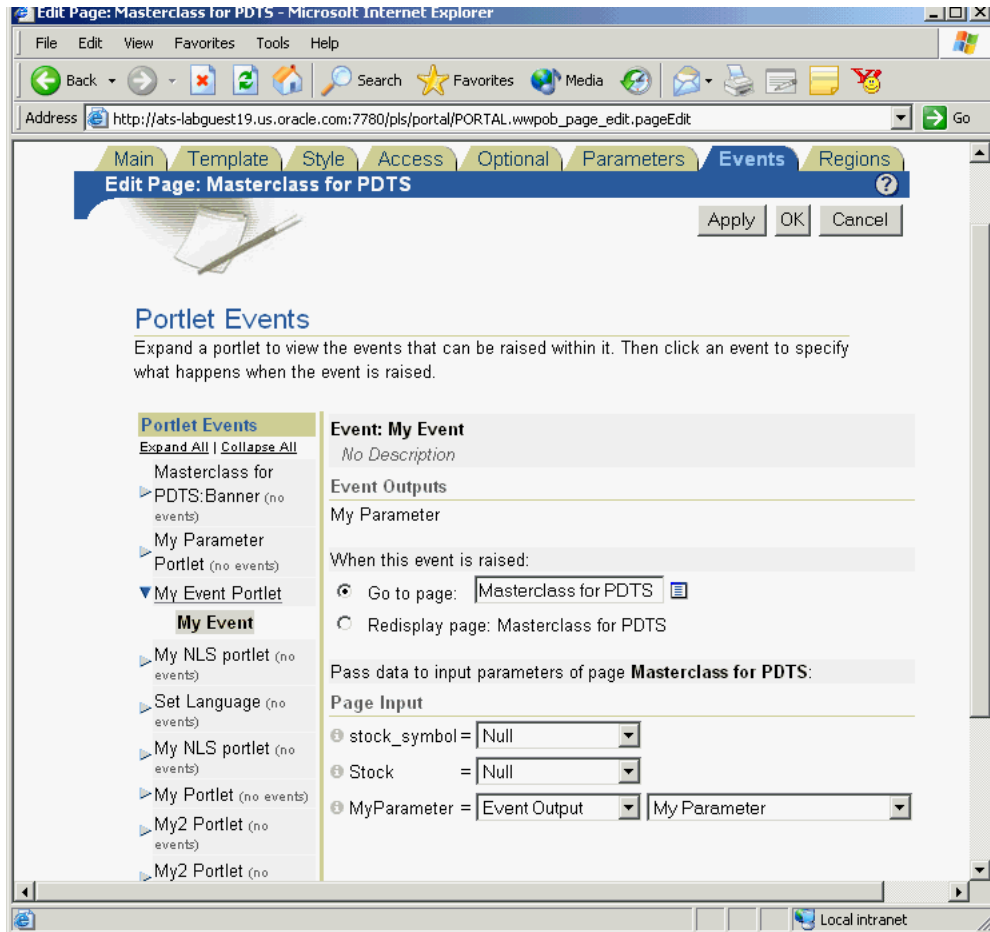 Edit Page: Masterclass for PDTS - Microsoft Internet Explorer
File Edit View Favorites Tools Help
Back Search Favorites Media
Address http://ats-labguest19.us.oracle.com:7780/pls/portal/PORTAL.wwpob_page_edit.pageEdit Go
Main Template Style Access Optional Parameters Events Regions
Edit Page: Masterclass for PDTS ?
Apply OK Cancel
Portlet Events
Expand a portlet to view the events that can be raised within it. Then click an event to specify
what happens when the event is raised.
Portlet Events
Expand All | Collapse All
Masterclass for
PDTS:Banner (no
events)
My Parameter
Portlet (no events)
My Event Portlet
My Event
My NLS portlet (no
events)
Set Language (no
events)
My NLS portlet (no
events)
My Portlet (no events)
My2 Portlet (no
events)
My2 Portlet (no
Event: My Event
No Description
Event Outputs
My Parameter
When this event is raised:
Go to page: Masterclass for PDTS
Redisplay page: Masterclass for PDTS
Pass data to input parameters of page Masterclass for PDTS:
Page Input
stock_symbol = Null
Stock = Null
MyParameter = Event Output My Parameter
Local intranet